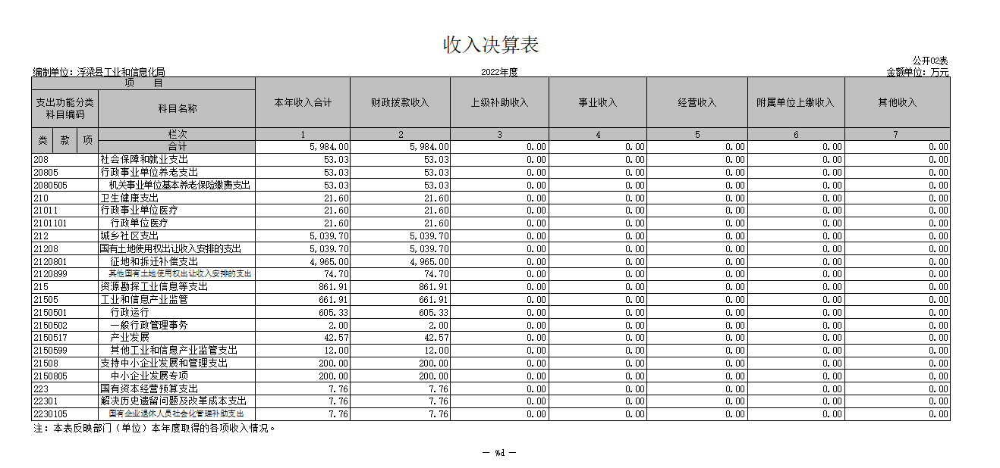 收入决算表
公开02表
编制单位：浮梁县工业和信息化局 2022年度 金额单位：万元
项 目 本年收入合计 财政拨款收入 上级补助收入 事业收入 经营收入 附属单位上缴收入 其他收入
支出功能分类科目编码 科目名称
类 款 项 栏次 1 2 3 4 5 6 7
合计 5,984.00 5,984.00 0.00 0.00 0.00 0.00 0.00
208 社会保障和就业支出 53.03 53.03 0.00 0.00 0.00 0.00 0.00
20805 行政事业单位养老支出 53.03 53.03 0.00 0.00 0.00 0.00 0.00
2080505 机关事业单位基本养老保险缴费支出 53.03 53.03 0.00 0.00 0.00 0.00 0.00
210 卫生健康支出 21.60 21.60 0.00 0.00 0.00 0.00 0.00
21011 行政事业单位医疗 21.60 21.60 0.00 0.00 0.00 0.00 0.00
2101101 行政单位医疗 21.60 21.60 0.00 0.00 0.00 0.00 0.00
212 城乡社区支出 5,039.70 5,039.70 0.00 0.00 0.00 0.00 0.00
21208 国有土地使用权出让收入安排的支出 5,039.70 5,039.70 0.00 0.00 0.00 0.00 0.00
2120801 征地和拆迁补偿支出 4,965.00 4,965.00 0.00 0.00 0.00 0.00 0.00
2120899 其他国有土地使用权出让收入安排的支出 74.70 74.70 0.00 0.00 0.00 0.00 0.00
215 资源勘探工业信息等支出 861.91 861.91 0.00 0.00 0.00 0.00 0.00
21505 工业和信息产业监管 661.91 661.91 0.00 0.00 0.00 0.00 0.00
2150501 行政运行 605.33 605.33 0.00 0.00 0.00 0.00 0.00
2150502 一般行政管理事务 2.00 2.00 0.00 0.00 0.00 0.00 0.00
2150517 产业发展 42.57 42.57 0.00 0.00 0.00 0.00 0.00
2150599 其他工业和信息产业监管支出 12.00 12.00 0.00 0.00 0.00 0.00 0.00
21508 支持中小企业发展和管理支出 200.00 200.00 0.00 0.00 0.00 0.00 0.00
2150805 中小企业发展专项 200.00 200.00 0.00 0.00 0.00 0.00 0.00
223 国有资本经营预算支出 7.76 7.76 0.00 0.00 0.00 0.00 0.00
22301 解决历史遗留问题及改革成本支出 7.76 7.76 0.00 0.00 0.00 0.00 0.00
2230105 国有企业退休人员社会化管理补助支出 7.76 7.76 0.00 0.00 0.00 0.00 0.00
注：本表反映部门（单位）本年度取得的各项收入情况。
— %d —